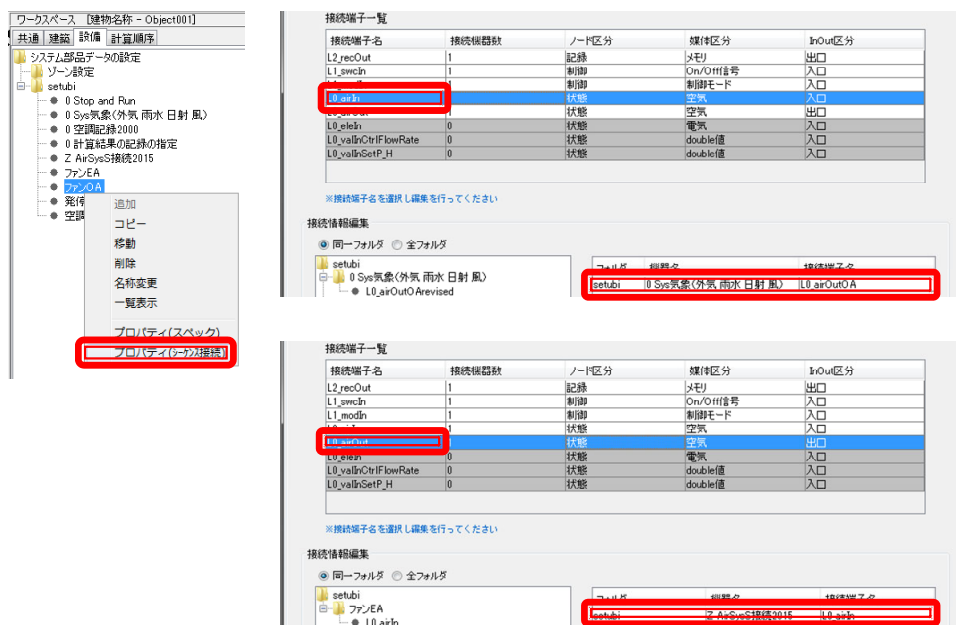 ワークスペース [建物名称 - Object001]
共通 建築 設備 計算順序
システム部品データの設定
ゾーン設定
setubi
0 Stop and Run
0 Sys気象(外気 雨水 日射 風)
0 空調記録2000
0 計算結果の記録の指定
Z AirSysS接続2015
ファンEA
ファンOA
発停
空調
追加
コピー
移動
削除
名称変更
一覧表示
プロパティ(スペック)
プロパティ(シーケンス接続)
接続端子一覧
接続端子名 接続機器数 ノード区分 媒体区分 InOut区分
L2_recOut 1 記録 メモリ 出口
L1_swcIn 1 制御 On/Off信号 入口
1 制御 制御モード 入口
L0_airIn 状態 空気 入口
L0_airOut 1 状態 空気 出口
L0_eleIn 0 状態 電気 入口
L0_valInCtrlFlowRate 0 状態 double値 入口
L0_valInSetP_H 0 状態 double値 入口
※接続端子名を選択し編集を行ってください
接続情報編集
同一フォルダ 全フォルダ
setubi
0 Sys気象(外気 雨水 日射 風)
L0_airOutOArevised
フォルダ 機器名 接続端子名
setubi 0 Sys気象(外気 雨水 日射 風) L0_airOutOA
接続端子一覧
接続端子名 接続機器数 ノード区分 媒体区分 InOut区分
L2_recOut 1 記録 メモリ 出口
L1_swcIn 1 制御 On/Off信号 入口
L1_modIn 1 制御 制御モード 入口
L0_airIn 1 状態 空気 入口
L0_airOut 状態 空気 出口
L0_eleIn 0 状態 電気 入口
L0_valInCtrlFlowRate 0 状態 double値 入口
L0_valInSetP_H 0 状態 double値 入口
※接続端子名を選択し編集を行ってください
接続情報編集
同一フォルダ 全フォルダ
setubi
ファンEA
L0_airIn
フォルダ 機器名 接続端子名
setubi Z AirSysS接続2015 L0_airIn